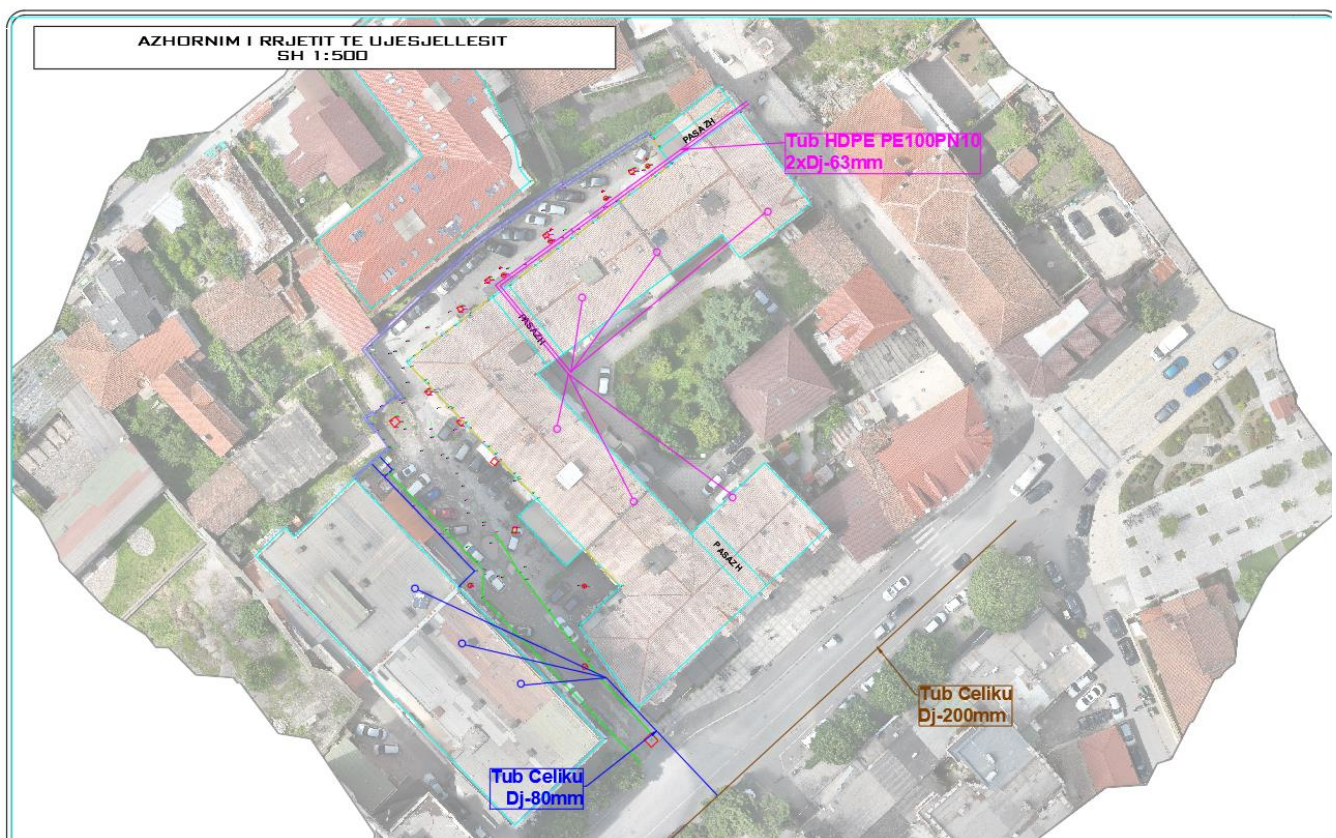 AZHORNIM I RRJETIT TE UJESJELLESIT
SH 1:500
PASAZH
Tub HDPE PE100PN10
2xDj-63mm
PASAZH
PASAZH
Tub Celiku
Dj-200mm
Tub Celiku
Dj-80mm